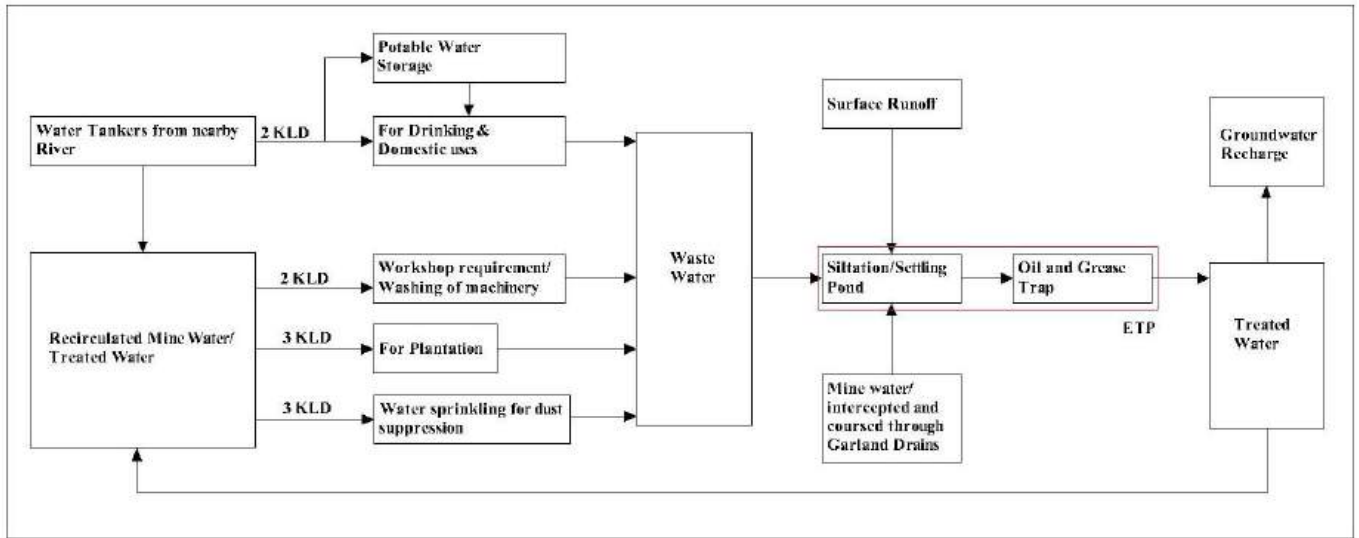 Potable Water
Storage
Water Tankers from nearby
River
2 KLD
For Drinking &
Domestic uses
Surface Runoff
Groundwater
Recharge
Waste
Water
Recirculated Mine Water/
Treated Water
2 KLD
Workshop requirement/
Washing of machinery
3 KLD
For Plantation
3 KLD
Water sprinkling for dust
suppression
Siltation/Settling
Pond
Oil and Grease
Trap
ETP
Mine water/
intercepted and
coursed through
Garland Drains
Treated
Water